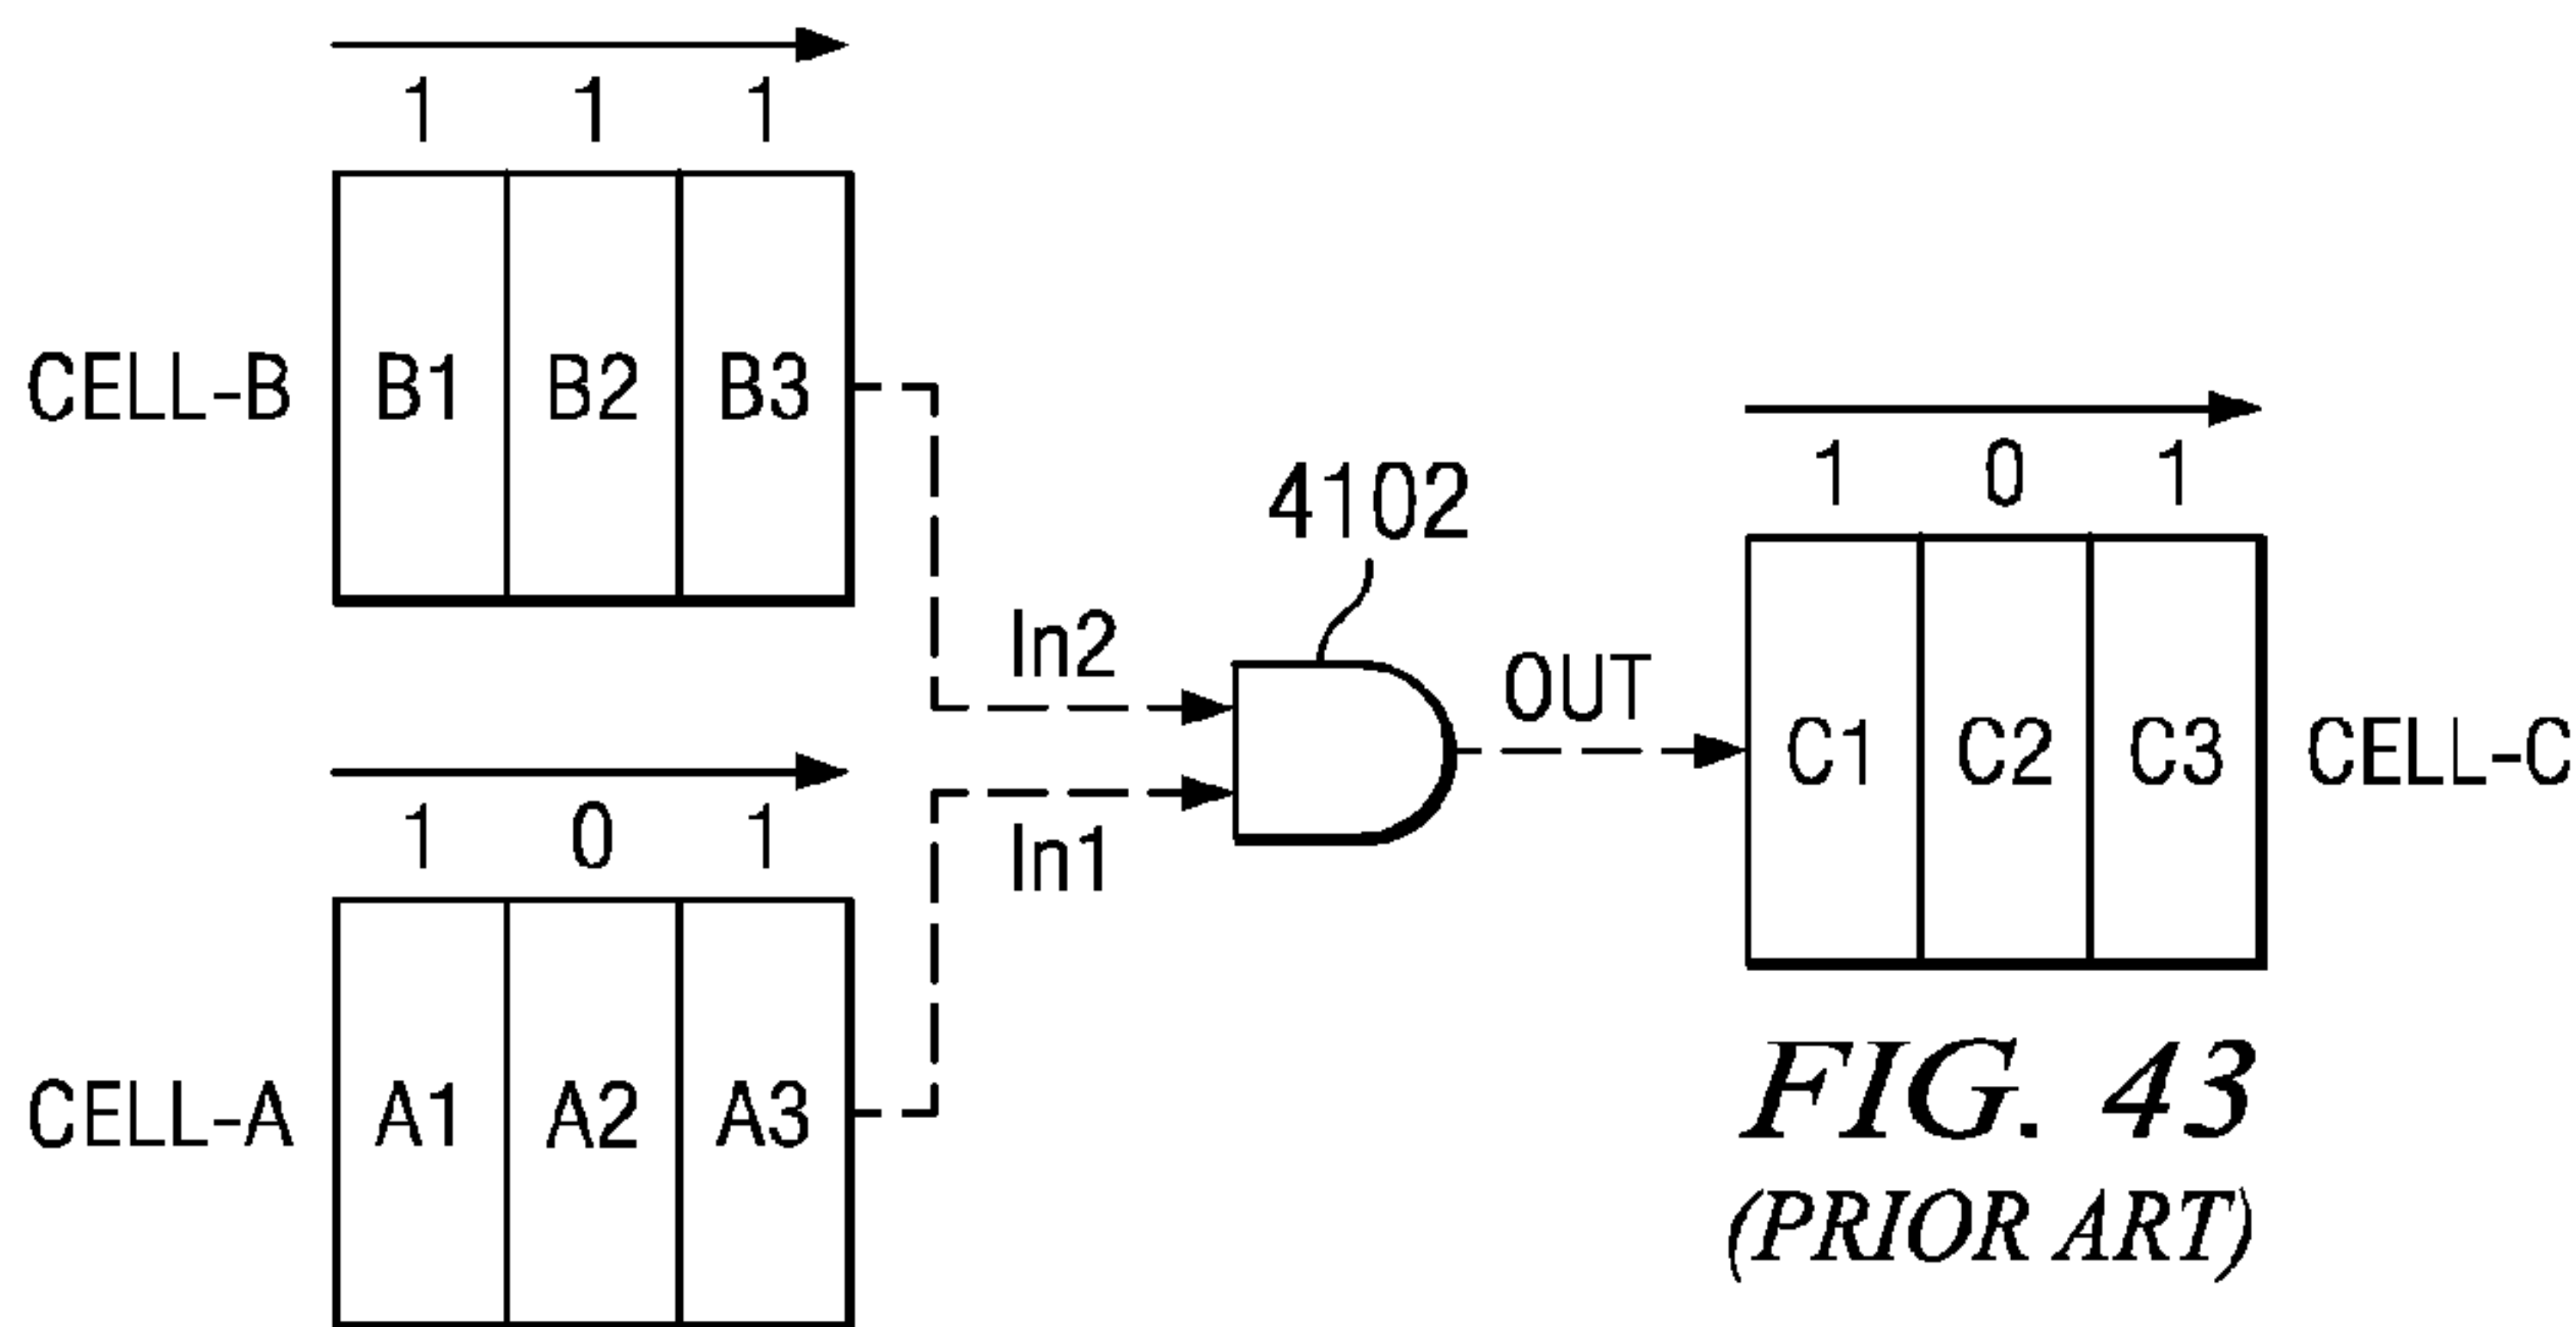 1 1 1
CELL-B B1 B2 B3
4102
1 0 1
In2
OUT
C1 C2 C3 CELL-C
1 0 1
In1
CELL-A A1 A2 A3
FIG. 43
(PRIOR ART)